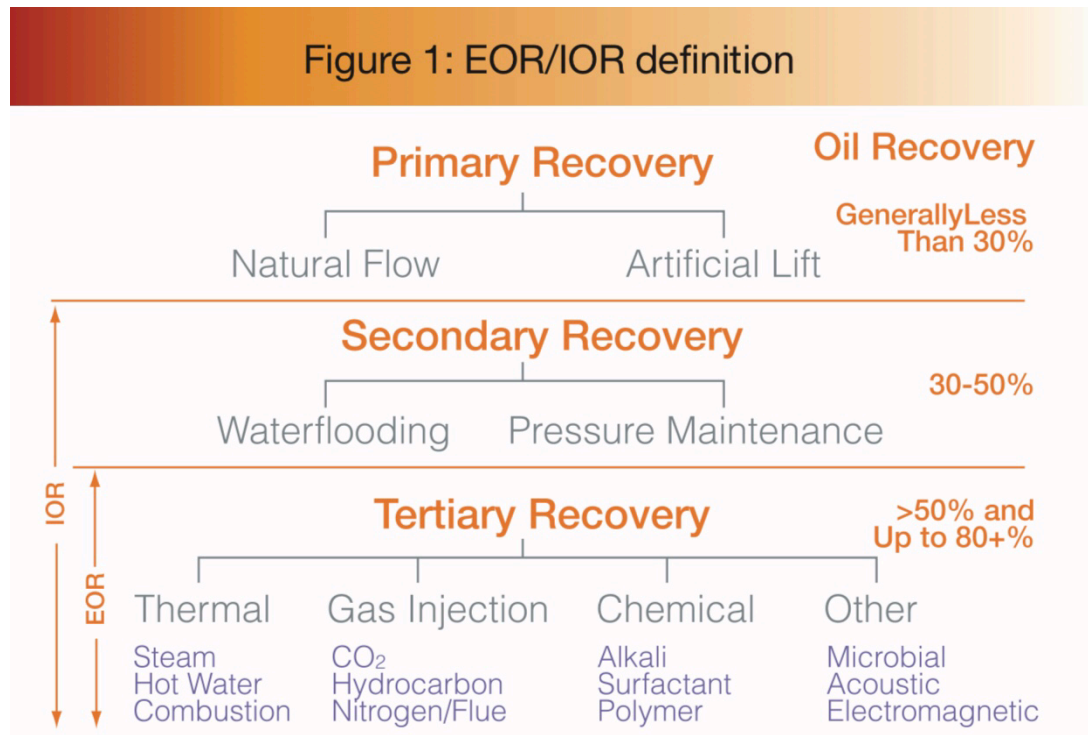 Figure 1: EOR/IOR definition
Oil Recovery
Primary Recovery
GenerallyLess
Than 30%
Natural Flow
Artificial Lift
Secondary Recovery
30-50%
Waterflooding
Pressure Maintenance
IOR
EOR
Tertiary Recovery
>50% and
Up to 80+%
Thermal
Steam
Hot Water
Combustion
Gas Injection
CO₂
Hydrocarbon
Nitrogen/Flue
Chemical
Alkali
Surfactant
Polymer
Other
Microbial
Acoustic
Electromagnetic